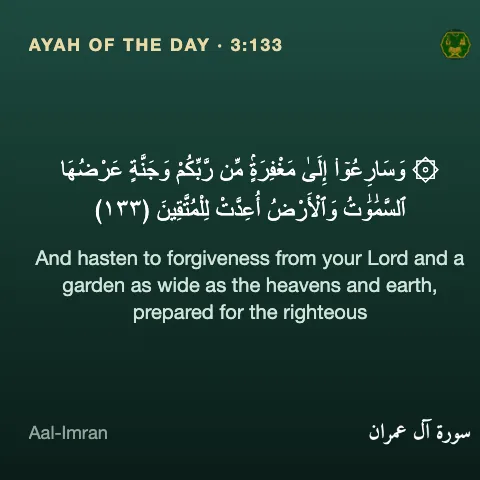 AYAH OF THE DAY · 3:133
۞ وَسَارِعُوٓا۟ إِلَىٰ مَغْفِرَةٍۢ مِّن رَّبِّكُمْ وَجَنَّةٍ عَرْضُهَا
ٱلسَّمَٰوَٰتُ وَٱلْأَرْضُ أُعِدَّتْ لِلْمُتَّقِينَ (١٣٣)
And hasten to forgiveness from your Lord and a
garden as wide as the heavens and earth,
prepared for the righteous
Aal-Imran
سورة آل عمران